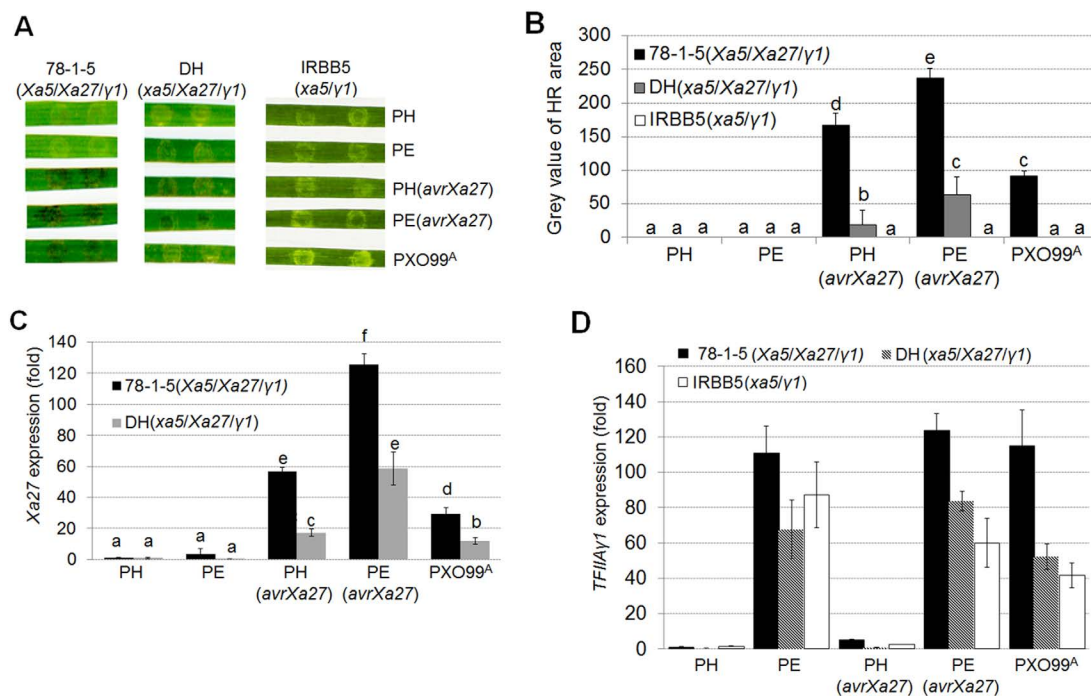 A
78-1-5
(Xa5/Xa27/γ1)
DH
(xa5/Xa27/γ1)
IRBB5
(xa5/γ1)
PH
PE
PH(avrXa27)
PE(avrXa27)
PXO99A
B
Grey value of HR area
300
250
200
150
100
50
0
78-1-5(Xa5/Xa27/γ1)
DH(xa5/Xa27/γ1)
IRBB5(xa5/γ1)
a a a
a a a
d b a
e c a
c a a
PH PE PH PE PXO99A
(avrXa27) (avrXa27)
C
Xa27 expression (fold)
140
120
100
80
60
40
20
0
78-1-5(Xa5/Xa27/γ1)
DH(xa5/Xa27/γ1)
a a
a a
e c
f e
d b
PH PE PH PE PXO99A
(avrXa27) (avrXa27)
D
TFIIAγ1 expression (fold)
160
140
120
100
80
60
40
20
0
78-1-5 (Xa5/Xa27/γ1) DH(xa5/Xa27/γ1)
IRBB5(xa5/γ1)
PH PE PH PE PXO99A
(avrXa27) (avrXa27)